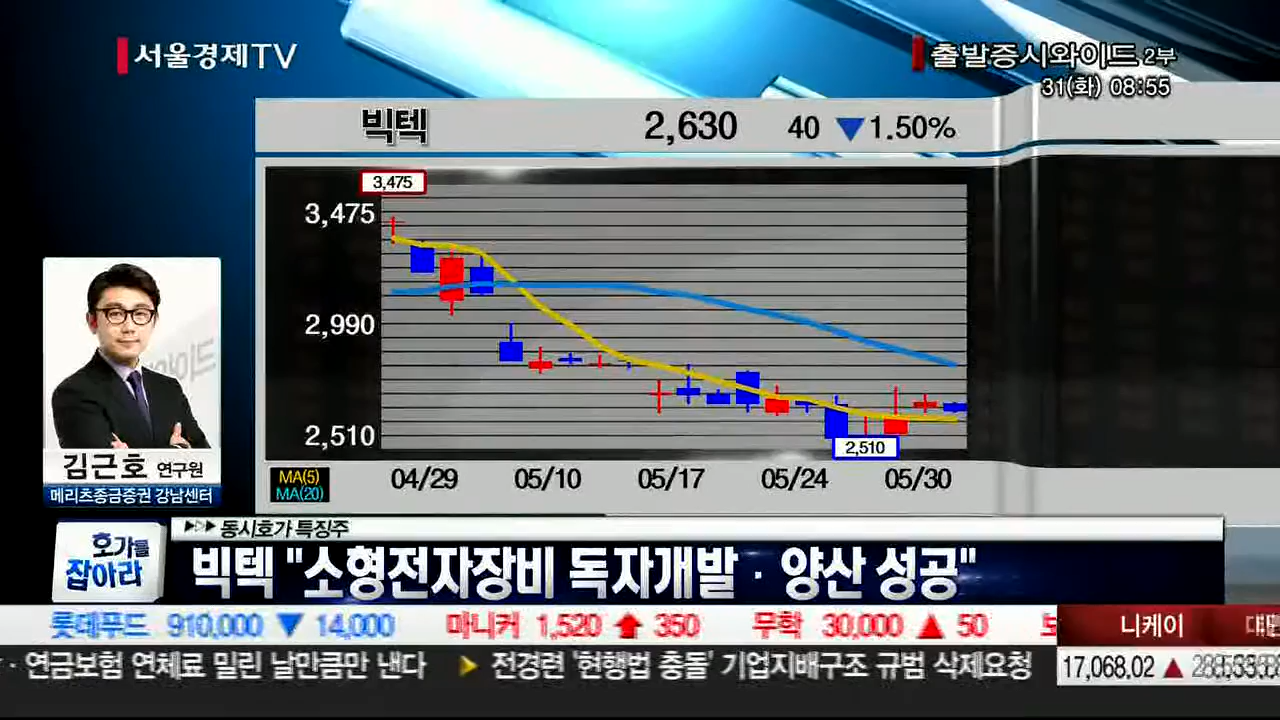 서울경제TV
출발증시와이드 2부
31(화) 08:55
빅텍 2,630 40 ▼1.50%
3,475
3,475
2,990
2,510
2,510
MA(5)
MA(20)
04/29 05/10 05/17 05/24 05/30
김근호 연구원
메리츠종금증권 강남센터
호가를
잡아라
▶▷▶ 동시호가 특징주
빅텍 "소형전자장비 독자개발 · 양산 성공"
롯데푸드 910,000 ▼ 14,000 마니커 1,520 ⬆ 350 무학 30,000 ▲ 50
니케이
17,068.02 ▲
· 연금보험 연체료 밀린 날만큼만 낸다 ▶ 전경련 '현행법 충돌' 기업지배구조 규범 삭제요청